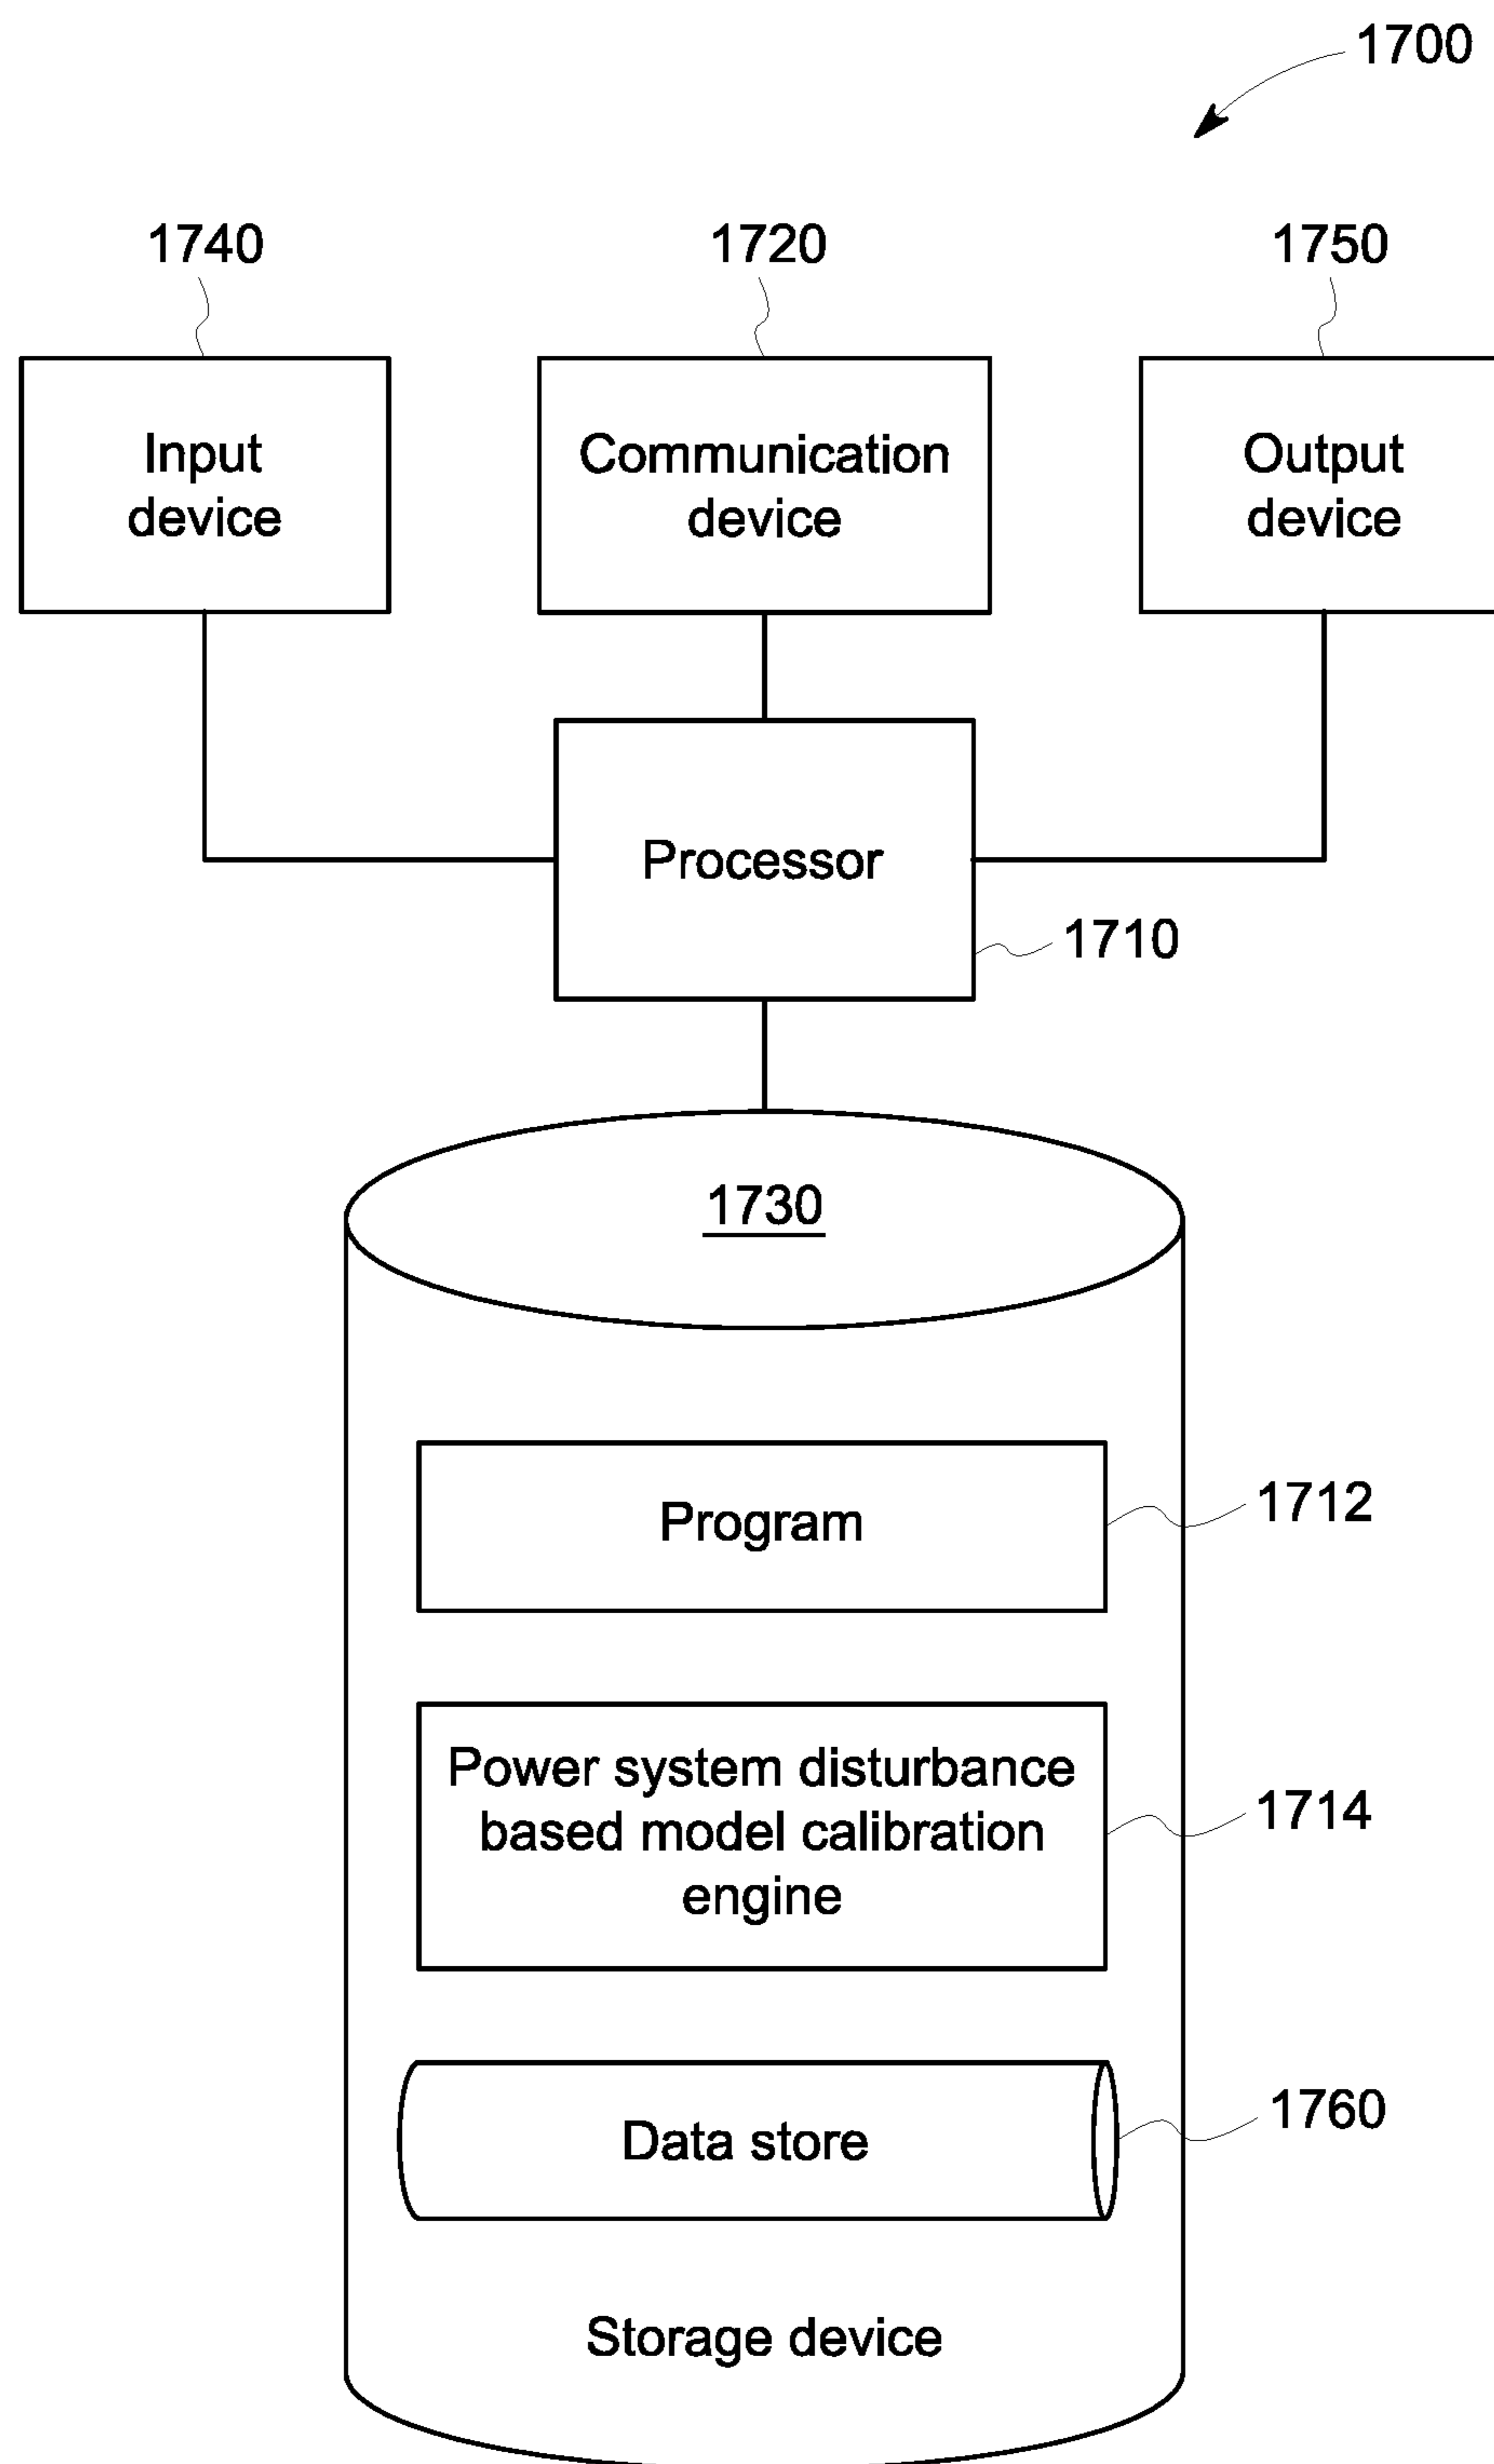 1700
1740
1720
1750
Input
device
Communication
device
Output
device
Processor
1710
1730
Program
1712
Power system disturbance
based model calibration
engine
1714
Data store
1760
Storage device